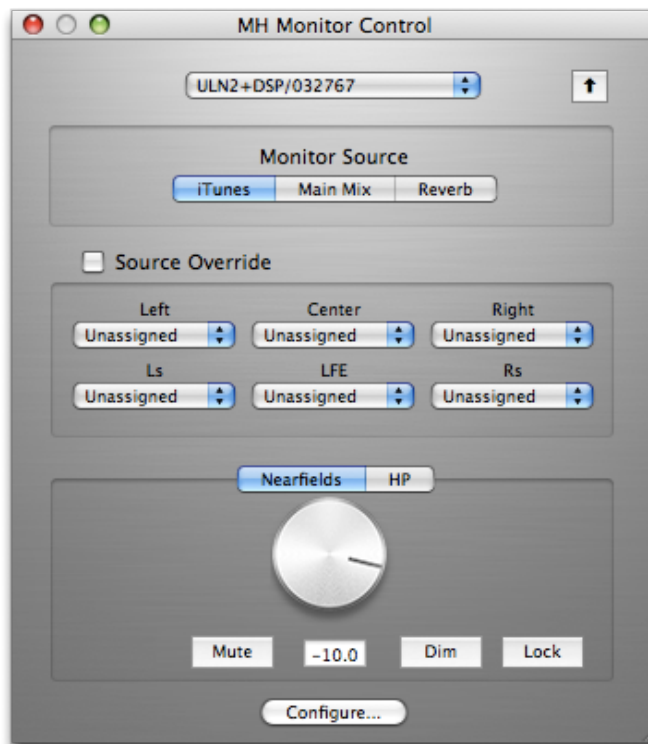 MH Monitor Control
ULN2+DSP/032767
Monitor Source
iTunes Main Mix Reverb
Source Override
Left Center Right
Unassigned Unassigned Unassigned
Ls LFE Rs
Unassigned Unassigned Unassigned
Nearfields HP
Mute -10.0 Dim Lock
Configure...